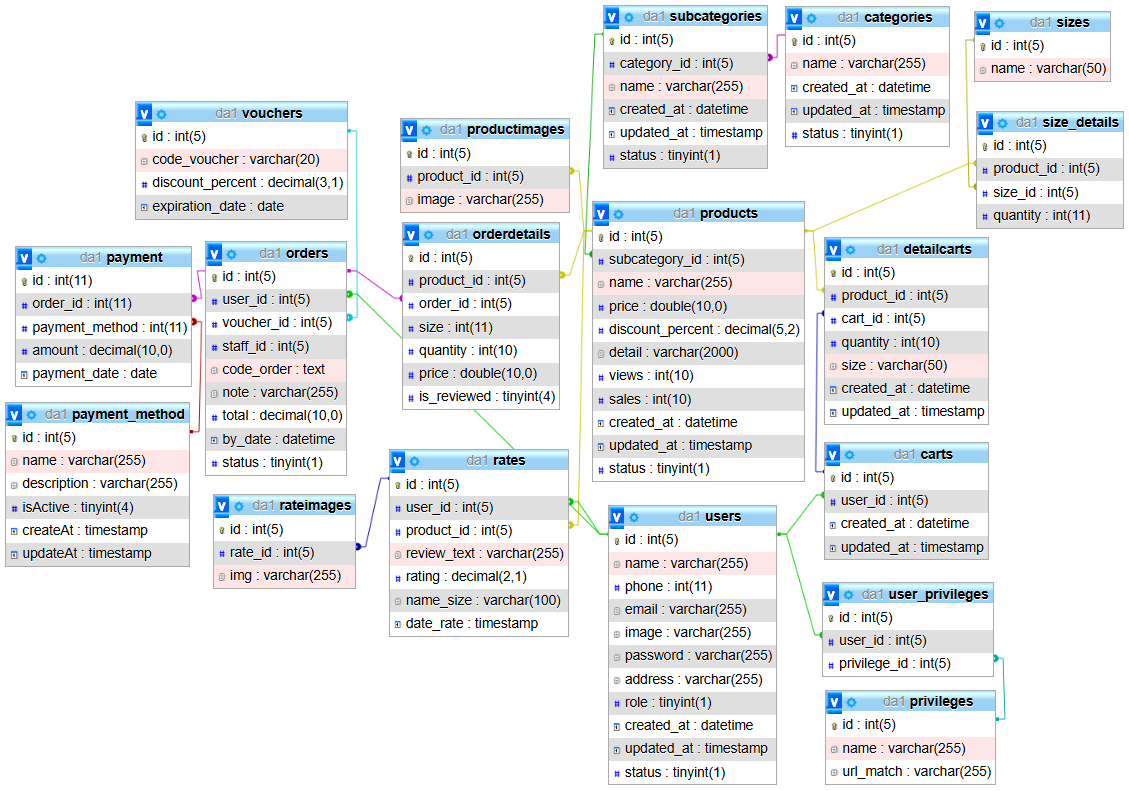 da1 subcategories
id : int(5)
category_id : int(5)
name : varchar(255)
created_at : datetime
updated_at : timestamp
status : tinyint(1)
da1 categories
id : int(5)
name : varchar(255)
created_at : datetime
updated_at : timestamp
status : tinyint(1)
da1 sizes
id : int(5)
name : varchar(50)
da1 vouchers
id : int(5)
code_voucher : varchar(20)
discount_percent : decimal(3,1)
expiration_date : date
da1 productimages
id : int(5)
product_id : int(5)
image : varchar(255)
da1 size_details
id : int(5)
product_id : int(5)
size_id : int(5)
quantity : int(11)
da1 payment
id : int(11)
order_id : int(11)
payment_method : int(11)
amount : decimal(10,0)
payment_date : date
da1 orders
id : int(5)
user_id : int(5)
voucher_id : int(5)
staff_id : int(5)
code_order : text
note : varchar(255)
total : decimal(10,0)
by_date : datetime
status : tinyint(1)
da1 orderdetails
id : int(5)
product_id : int(5)
order_id : int(5)
size : int(11)
quantity : int(10)
price : double(10,0)
is_reviewed : tinyint(4)
da1 products
id : int(5)
subcategory_id : int(5)
name : varchar(255)
price : double(10,0)
discount_percent : decimal(5,2)
detail : varchar(2000)
views : int(10)
sales : int(10)
created_at : datetime
updated_at : timestamp
status : tinyint(1)
da1 detailcarts
id : int(5)
product_id : int(5)
cart_id : int(5)
quantity : int(10)
size : varchar(50)
created_at : datetime
updated_at : timestamp
da1 payment_method
id : int(5)
name : varchar(255)
description : varchar(255)
isActive : tinyint(4)
createAt : timestamp
updateAt : timestamp
da1 rateimages
id : int(5)
rate_id : int(5)
img : varchar(255)
da1 rates
id : int(5)
user_id : int(5)
product_id : int(5)
review_text : varchar(255)
rating : decimal(2,1)
name_size : varchar(100)
date_rate : timestamp
da1 users
id : int(5)
name : varchar(255)
phone : int(11)
email : varchar(255)
image : varchar(255)
password : varchar(255)
address : varchar(255)
role : tinyint(1)
created_at : datetime
updated_at : timestamp
status : tinyint(1)
da1 carts
id : int(5)
user_id : int(5)
created_at : datetime
updated_at : timestamp
da1 user_privileges
id : int(5)
user_id : int(5)
privilege_id : int(5)
da1 privileges
id : int(5)
name : varchar(255)
url_match : varchar(255)